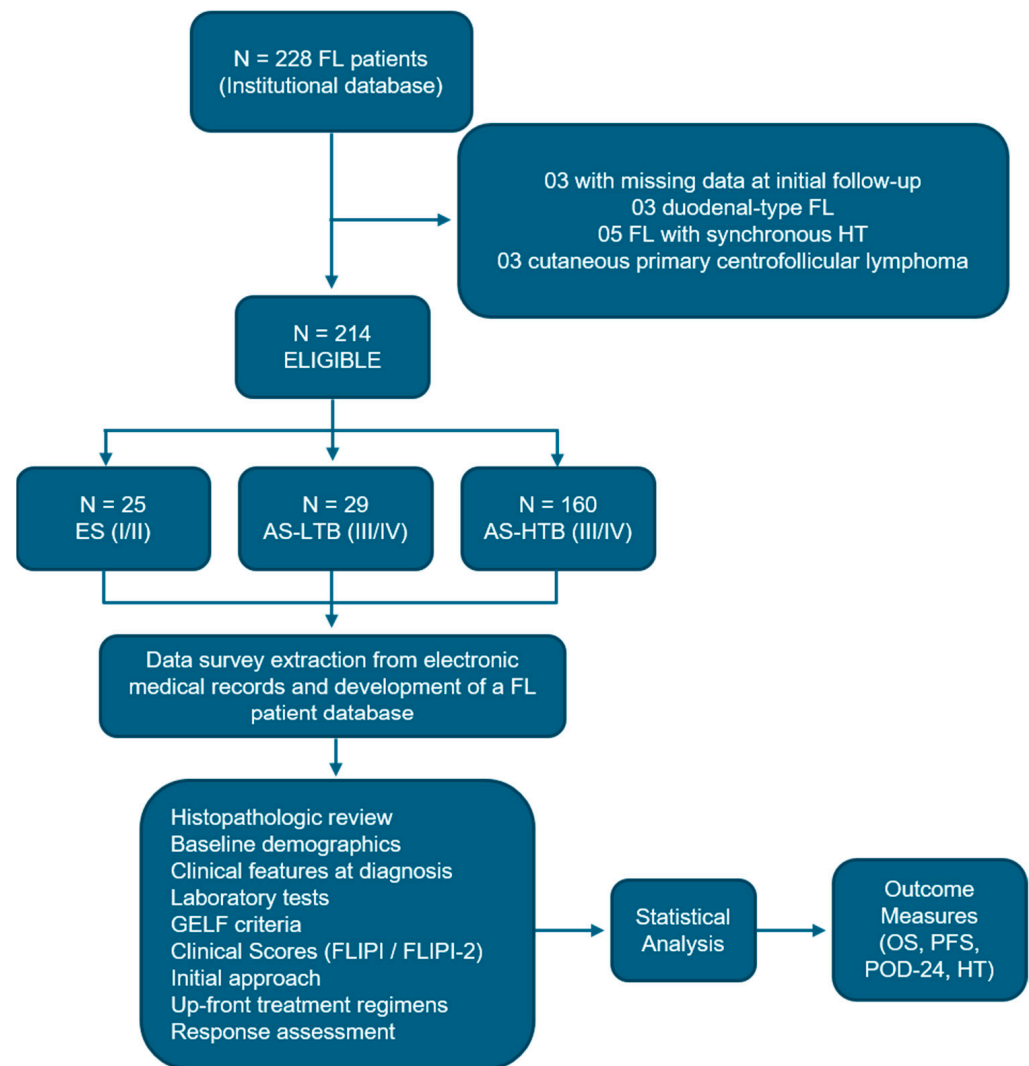 N = 228 FL patients
(Institutional database)
03 with missing data at initial follow-up
03 duodenal-type FL
05 FL with synchronous HT
03 cutaneous primary centrofollicular lymphoma
N = 214
ELIGIBLE
N = 25
ES (I/II)
N = 29
AS-LTB (III/IV)
N = 160
AS-HTB (III/IV)
Data survey extraction from electronic
medical records and development of a FL
patient database
Histopathologic review
Baseline demographics
Clinical features at diagnosis
Laboratory tests
GELF criteria
Clinical Scores (FLIPI / FLIPI-2)
Initial approach
Up-front treatment regimens
Response assessment
Statistical
Analysis
Outcome
Measures
(OS, PFS,
POD-24, HT)